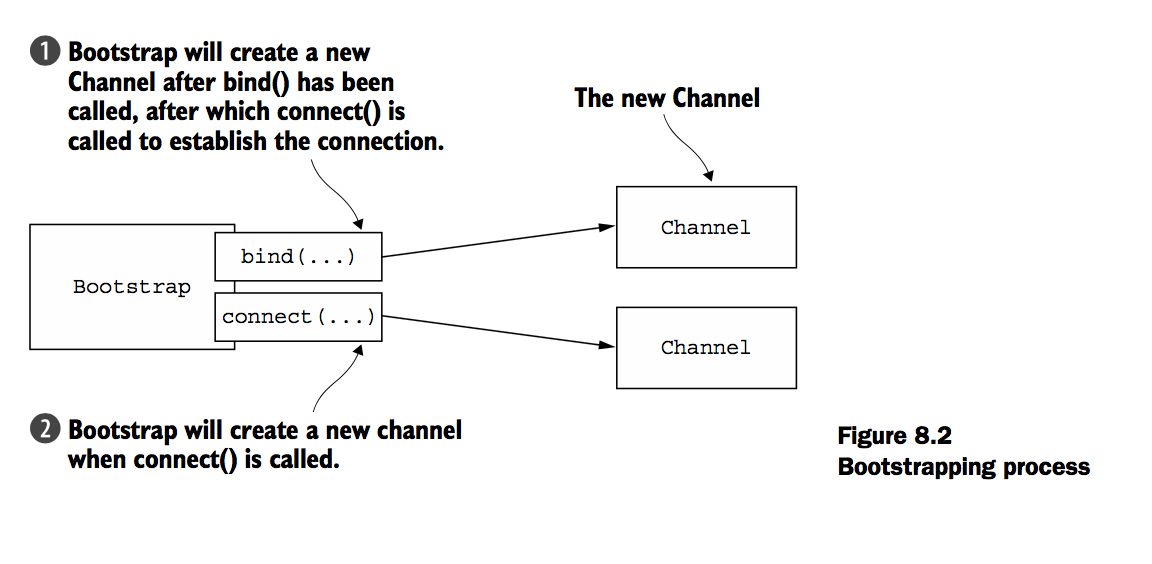 1 Bootstrap will create a new
Channel after bind() has been
called, after which connect() is
called to establish the connection.
The new Channel
Bootstrap
bind(...)
connect(...)
Channel
Channel
2 Bootstrap will create a new channel
when connect() is called.
Figure 8.2
Bootstrapping process